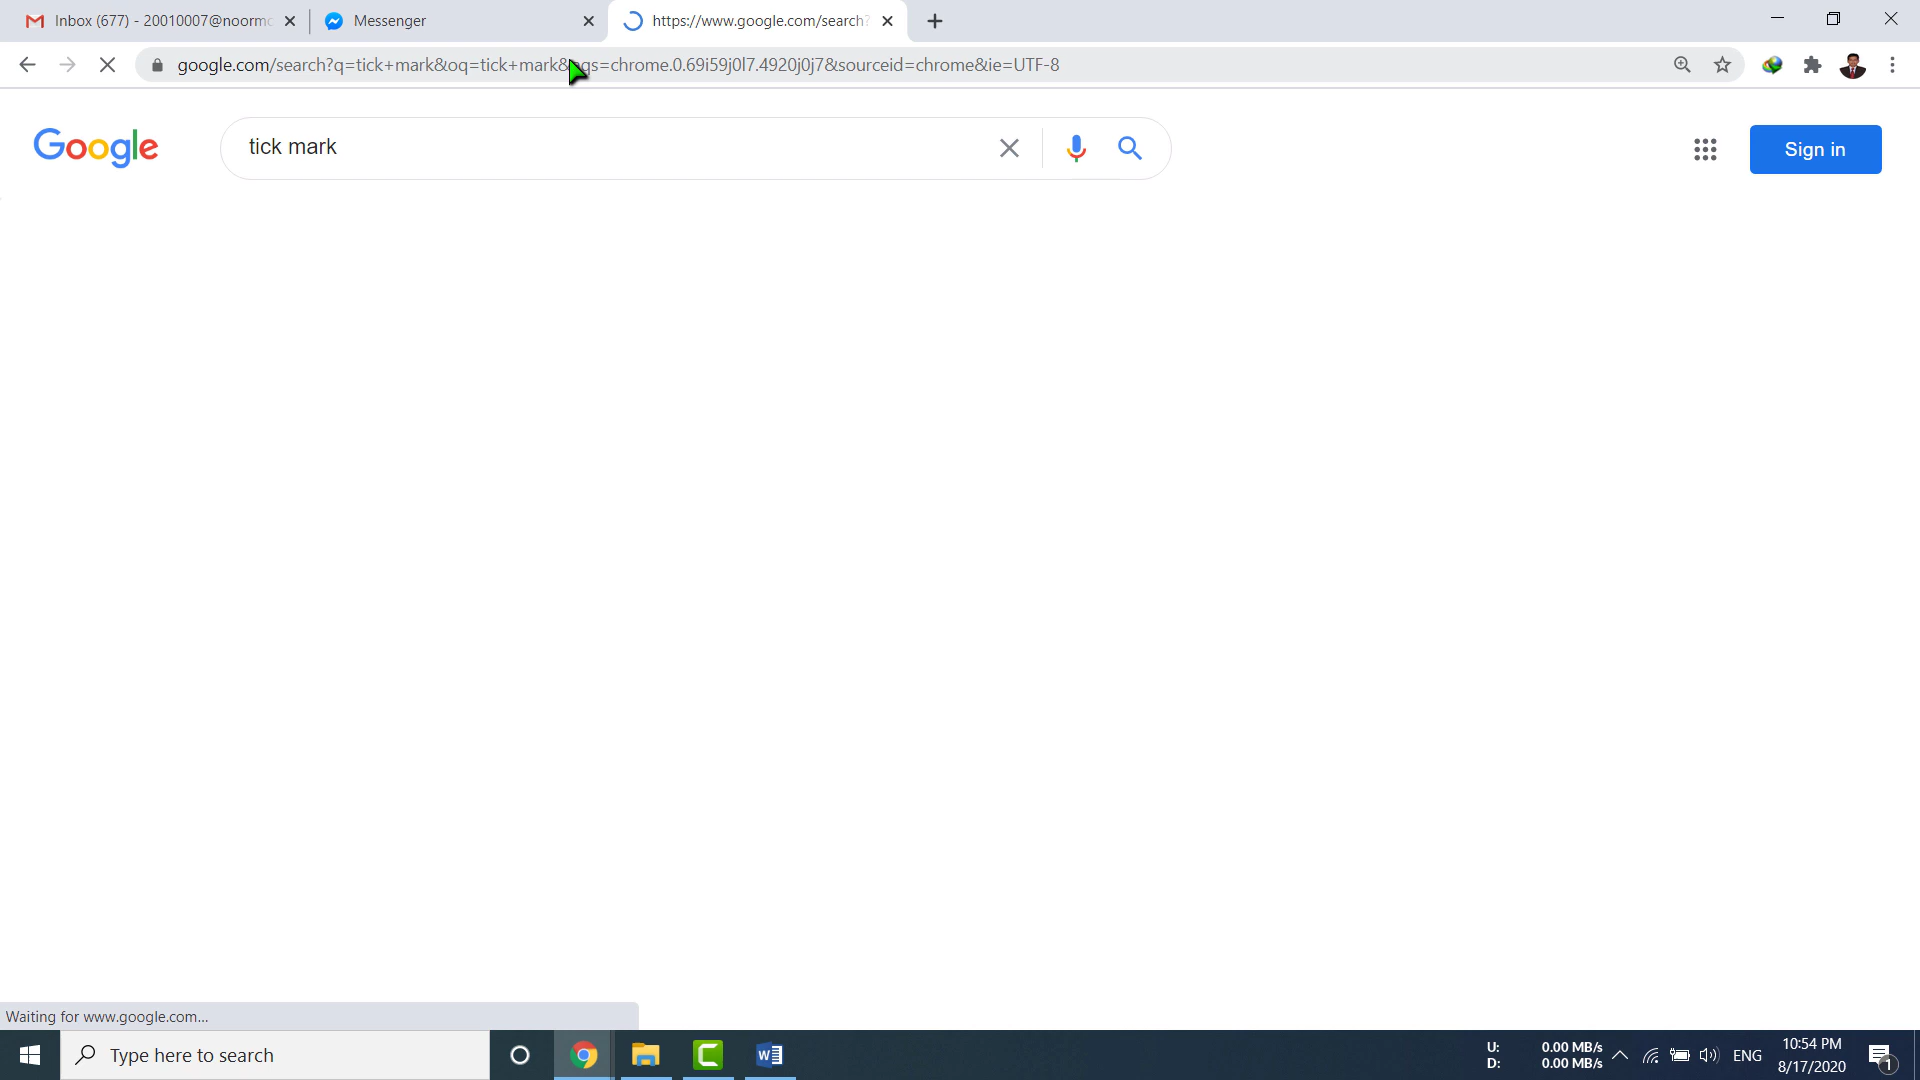 Inbox (677) - 20010007@noormo
Messenger
https://www.google.com/search?
google.com/search?q=tick+mark&oq=tick+mark&aqs=chrome.0.69i59j0l7.4920j0j7&sourceid=chrome&ie=UTF-8
Google
tick mark
Sign in
Waiting for www.google.com...
Type here to search
U: 0.00 MB/s
D: 0.00 MB/s
ENG
10:54 PM
8/17/2020
1